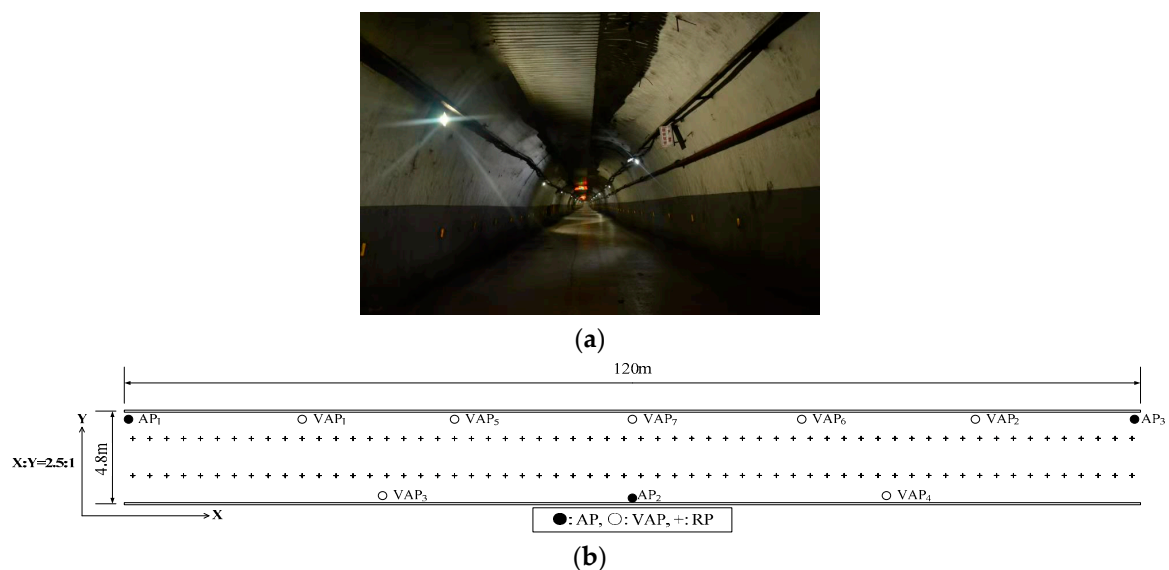 (a)
120m
Y
AP₁ VAP₁ VAP₅ VAP₇ VAP₆ VAP₂ AP₃
X:Y=2.5:1
4.8m
VAP₃ AP₂ VAP₄
X
●: AP, ○: VAP, +: RP
(b)